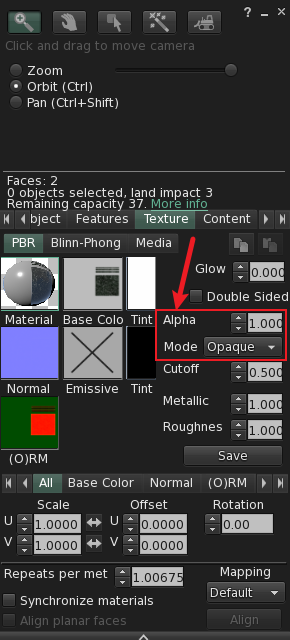 ? _ ×
Click and drag to move camera
Zoom
Orbit (Ctrl)
Pan (Ctrl+Shift)
Faces: 2
0 objects selected, land impact 3
Remaining capacity 37. More info
bject Features Texture Content
PBR Blinn-Phong Media
Glow 0.000
Double Sided
Material Base Colo Tint
Alpha 1.000
Mode Opaque
Cutoff 0.500
Normal Emissive Tint
Metallic 1.000
Roughnes 1.000
(O)RM
Save
All Base Color Normal (O)RM
Scale Offset Rotation
U 1.0000 U 0.0000 0.00
V 1.0000 V 0.0000
Repeats per met 1.00675 Mapping
Synchronize materials Default
Align planar faces Align